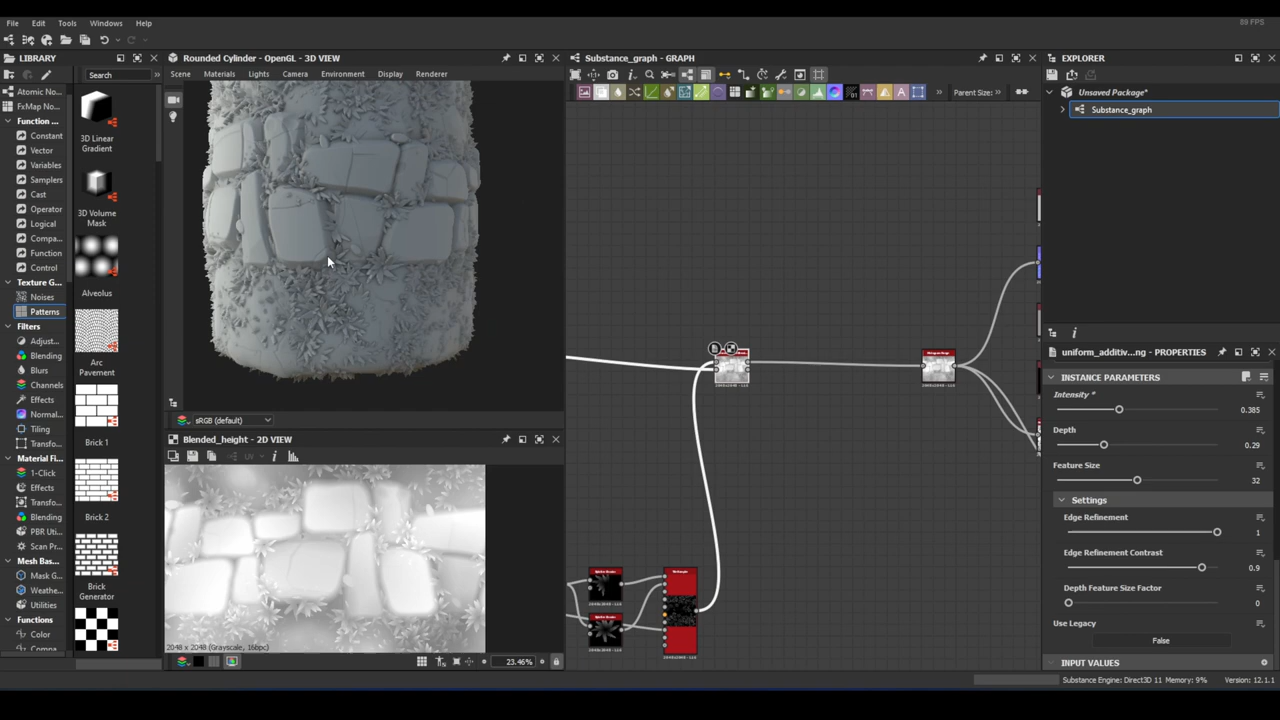 File Edit Tools Windows Help
89 FPS
LIBRARY
Search
Atomic No...
FxMap No...
Function ...
Constant
Vector
Variables
Samplers
Cast
Operator
Logical
Compa...
Function
Control
Texture G...
Noises
Patterns
Filters
Adjust...
Blending
Blurs
Channels
Effects
Normal...
Tiling
Transfo...
Material Fi...
1-Click
Effects
Transfo...
Blending
PBR Uti...
Scan Pr...
Mesh Bas...
Mask G...
Weathe...
Utilities
Functions
Color
3D Linear
Gradient
3D Volume
Mask
Alveolus
Arc
Pavement
Brick 1
Brick 2
Brick
Generator
Rounded Cylinder - OpenGL - 3D VIEW
Scene Materials Lights Camera Environment Display Renderer
sRGB (default)
Blended_height - 2D VIEW
UV
2048 x 2048 (Grayscale, 16bpc)
23.46%
Substance_graph - GRAPH
Parent Size:
EXPLORER
Unsaved Package*
Substance_graph
uniform_additiv...ng - PROPERTIES
INSTANCE PARAMETERS
Intensity *
0.385
Depth
0.29
Feature Size
32
Settings
Edge Refinement
1
Edge Refinement Contrast
0.9
Depth Feature Size Factor
0
Use Legacy
False
INPUT VALUES
Substance Engine: Direct3D 11 Memory: 9% Version: 12.1.1